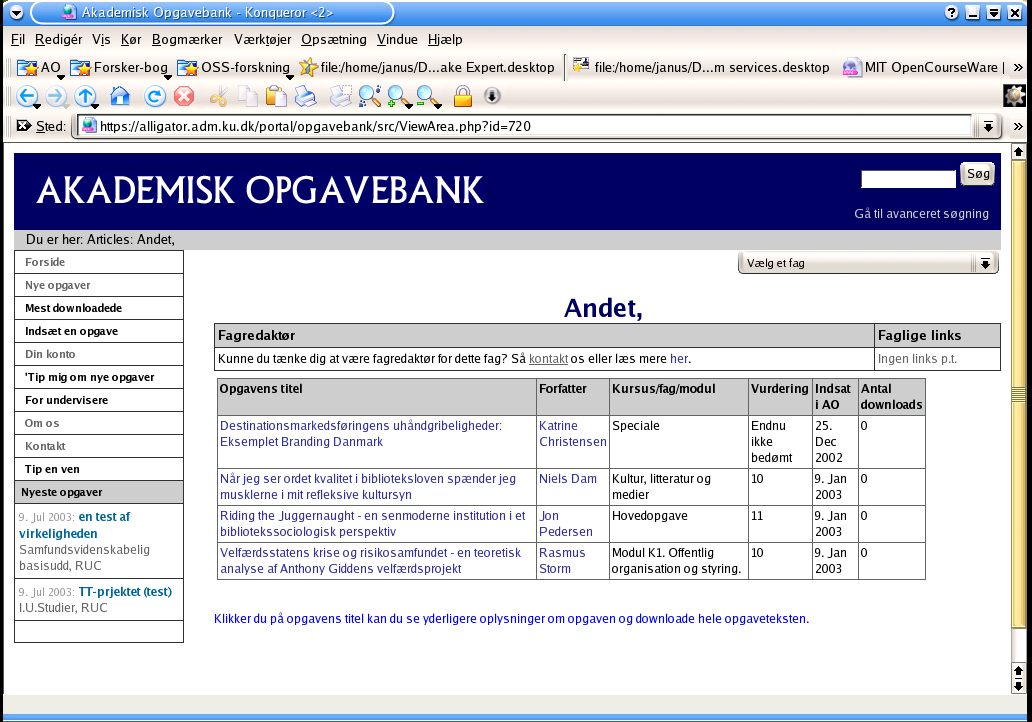 Akademisk Opgavebank - Konqueror <2>
Fil Redigér Vis Kør Bogmærker Værktøjer Opsætning Vindue Hjælp
AO Forsker-bog OSS-forskning file:/home/janus/D...ake Expert.desktop file:/home/janus/D...m services.desktop MIT OpenCourseWare | »
Sted: https://alligator.adm.ku.dk/portal/opgavebank/src/ViewArea.php?id=720 »
AKADEMISK OPGAVEBANK
Søg
Gå til avanceret søgning
Du er her: Articles: Andet,
Forside
Nye opgaver
Mest downloadede
Indsæt en opgave
Din konto
'Tip mig om nye opgaver
For undervisere
Om os
Kontakt
Tip en ven
Nyeste opgaver
9. Jul 2003: en test af
virkeligheden
Samfundsvidenskabelig
basisudd, RUC
9. Jul 2003: TT-prjektet (test)
I.U.Studier, RUC
Vælg et fag
Andet,
Fagredaktør Faglige links
Kunne du tænke dig at være fagredaktør for dette fag? Så kontakt os eller læs mere her. Ingen links p.t.
Opgavens titel Forfatter Kursus/fag/modul Vurdering Indsat Antal
i AO downloads
Destinationsmarkedsføringens uhåndgribeligheder: Katrine Speciale Endnu 25. 0
Eksemplet Branding Danmark Christensen ikke Dec
bedømt 2002
Når jeg ser ordet kvalitet i biblioteksloven spænder jeg Niels Dam Kultur, litteratur og 10 9. Jan 0
musklerne i mit refleksive kultursyn medier 2003
Riding the Juggernaught - en senmoderne institution i et Jon Hovedopgave 11 9. Jan 0
bibliotekssociologisk perspektiv Pedersen 2003
Velfærdsstatens krise og risikosamfundet - en teoretisk Rasmus Modul K1. Offentlig 10 9. Jan 0
analyse af Anthony Giddens velfærdsprojekt Storm organisation og styring. 2003
Klikker du på opgavens titel kan du se yderligere oplysninger om opgaven og downloade hele opgaveteksten.